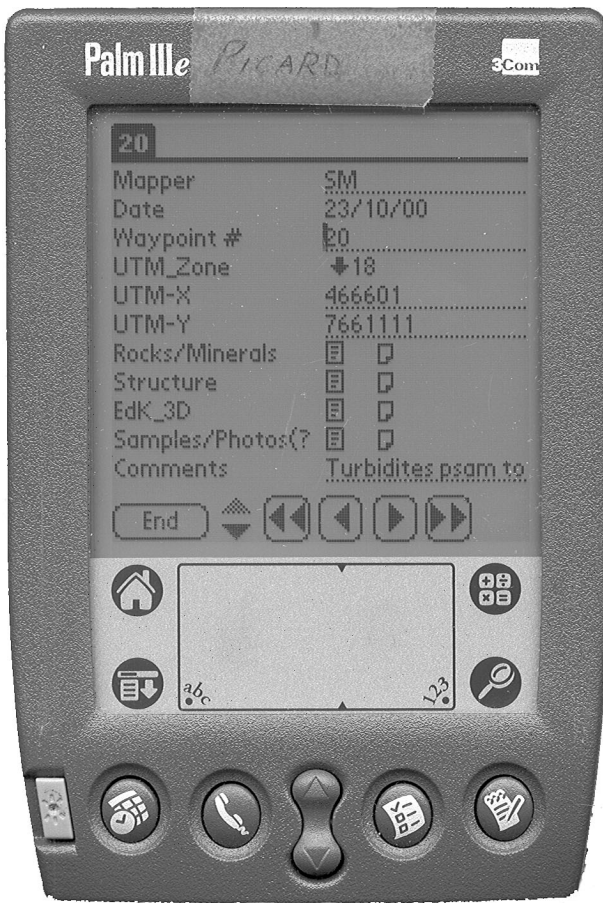 Palm IIIe PICARD 3Com
20
Mapper SM
Date 23/10/00
Waypoint # 20
UTM_Zone 18
UTM-X 466601
UTM-Y 7661111
Rocks/Minerals
Structure
EdK_3D
Samples/Photos(?
Comments Turbidites psam to
End
abc 123